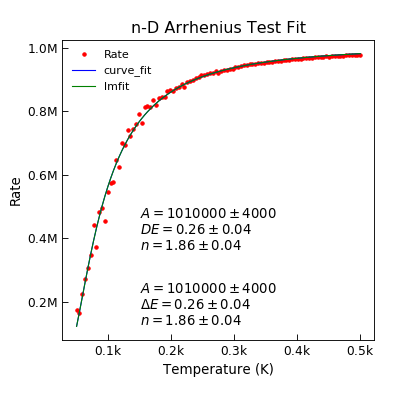 n-D Arrhenius Test Fit
1.0M
0.8M
0.6M
0.4M
0.2M
Rate
Rate
curve_fit
lmfit
A = 1010000 ± 4000
DE = 0.26 ± 0.04
n = 1.86 ± 0.04
A = 1010000 ± 4000
ΔE = 0.26 ± 0.04
n = 1.86 ± 0.04
0.1k 0.2k 0.3k 0.4k 0.5k
Temperature (K)